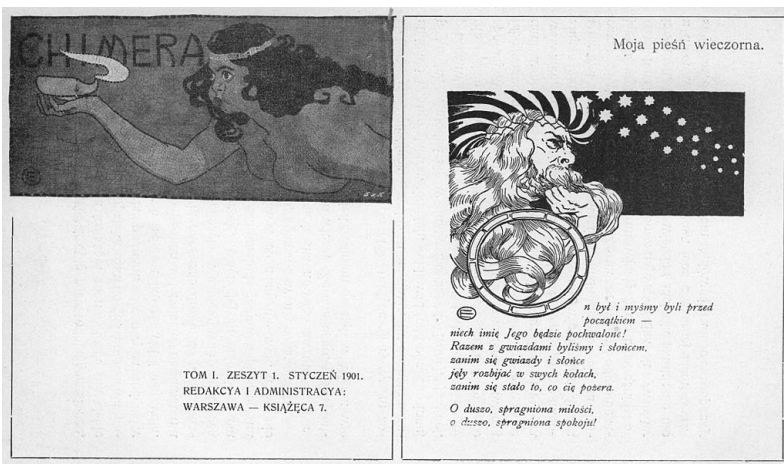 CHIMERA
TOM I. ZESZYT 1. STYCZEŃ 1901.
REDAKCYA I ADMINISTRACYA:
WARSZAWA — KSIĄŻĘCA 7.
Moja pieśń wieczorna.
n był i myśmy byli przed
początkiem —
niech imię Jego będzie pochwalone!
Razem z gwiazdami byliśmy i słońcem,
zanim się gwiazdy i słońce
jęły rozbijać w swych kołach,
zanim się stało to, co cię pożera.
O duszo, spragniona miłości,
o duszo, spragniona spokoju!